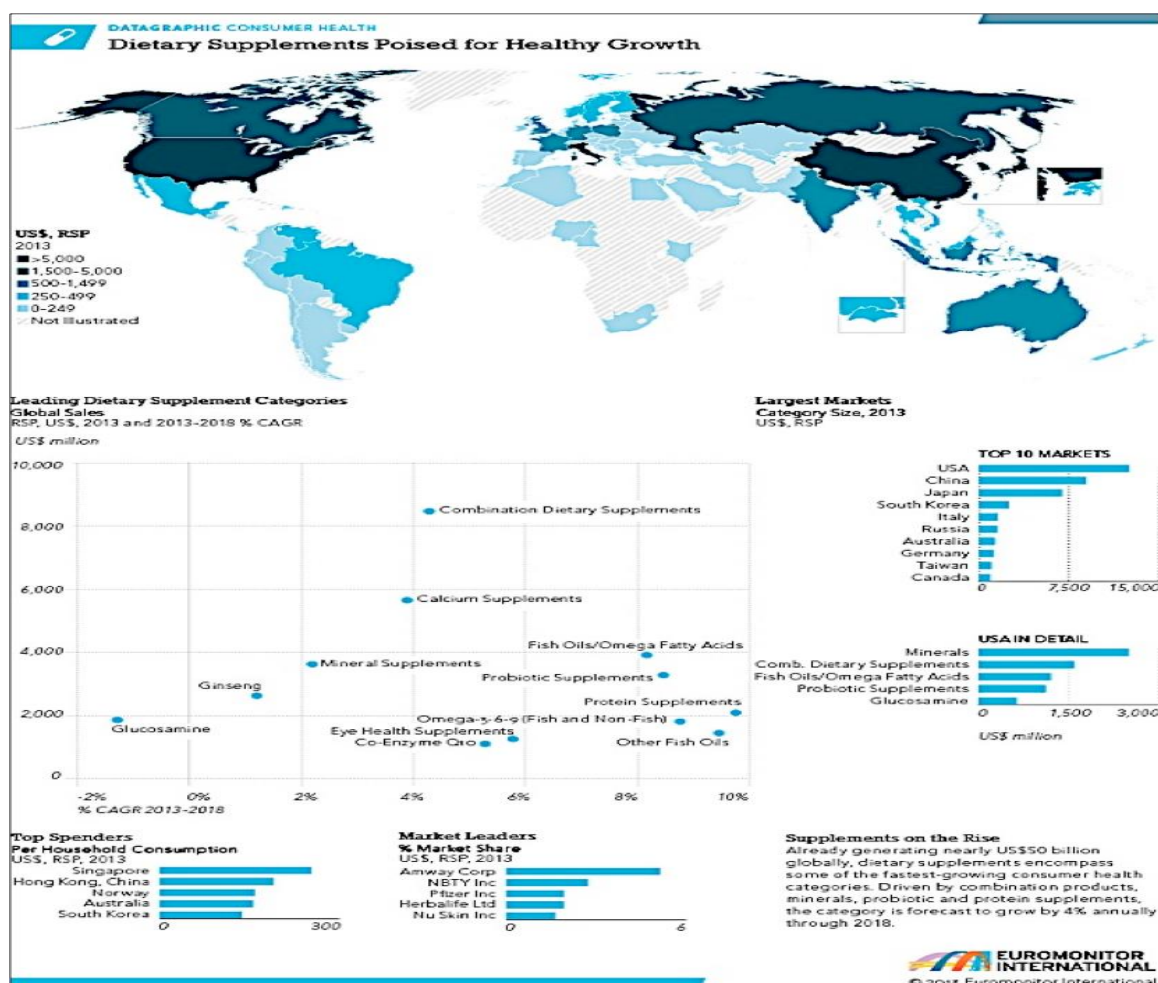 DATAGRAPHIC CONSUMER HEALTH
Dietary Supplements Poised for Healthy Growth
US$, RSP
2013
>5,000
1,500-5,000
500-1,499
250-499
0-249
Not Illustrated
Leading Dietary Supplement Categories
Global Sales
RSP, US$, 2013 and 2013-2018 % CAGR
US$ million
10,000
8,000
6,000
4,000
2,000
0
Combination Dietary Supplements
Calcium Supplements
Fish Oils/Omega Fatty Acids
Mineral Supplements
Probiotic Supplements
Ginseng
Protein Supplements
Omega-3-6-9 (Fish and Non-Fish)
Glucosamine
Eye Health Supplements
Co-Enzyme Q10
Other Fish Oils
-2%
0%
2%
4%
6%
8%
10%
% CAGR 2013-2018
Largest Markets
Category Size, 2013
US$, RSP
TOP 10 MARKETS
USA
China
Japan
South Korea
Italy
Russia
Australia
Germany
Taiwan
Canada
0 7,500 15,000
USA IN DETAIL
Minerals
Comb. Dietary Supplements
Fish Oils/Omega Fatty Acids
Probiotic Supplements
Glucosamine
0 1,500 3,000
US$ million
Top Spenders
Per Household Consumption
US$, RSP, 2013
Singapore
Hong Kong, China
Norway
Australia
South Korea
0 300
Market Leaders
% Market Share
US$, RSP, 2013
Amway Corp
NBTY Inc
Pfizer Inc
Herbalife Ltd
Nu Skin Inc
0 6
Supplements on the Rise
Already generating nearly US$50 billion
globally, dietary supplements encompass
some of the fastest-growing consumer health
categories. Driven by combination products,
minerals, probiotic and protein supplements,
the category is forecast to grow by 4% annually
through 2018.
EUROMONITOR
INTERNATIONAL
Euromonitor International